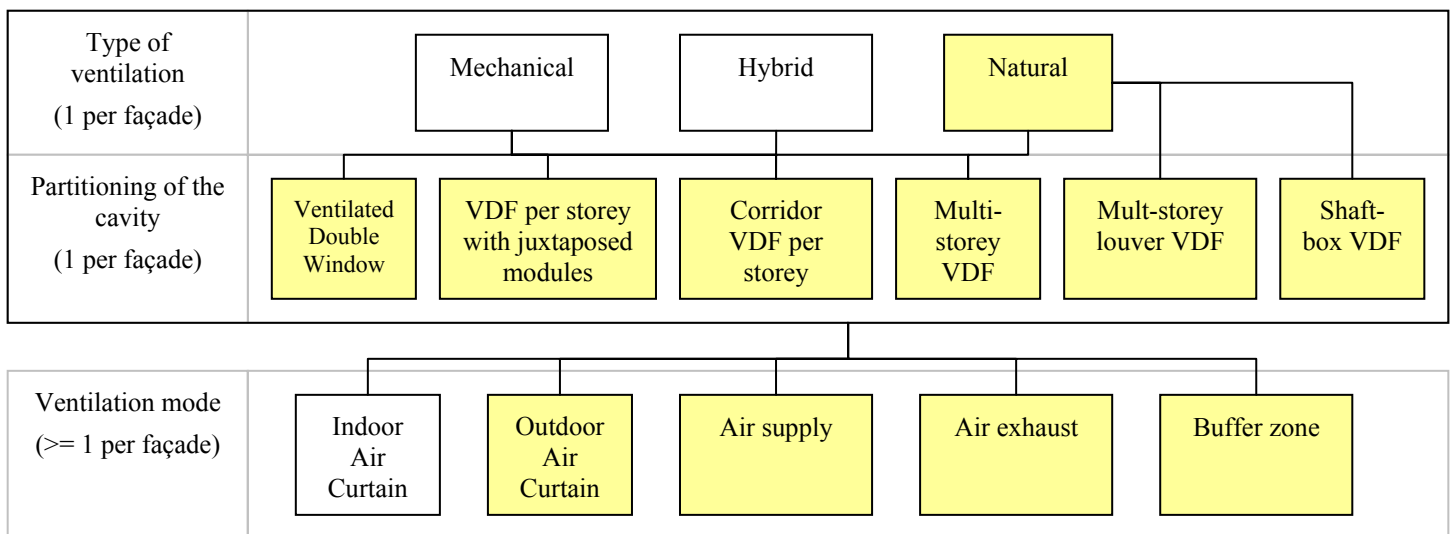 Type of
ventilation
(1 per façade)
Mechanical
Hybrid
Natural
Partitioning of the
cavity
(1 per façade)
Ventilated
Double
Window
VDF per storey
with juxtaposed
modules
Corridor
VDF per
storey
Multi-
storey
VDF
Mult-storey
louver VDF
Shaft-
box VDF
Ventilation mode
(>= 1 per façade)
Indoor
Air
Curtain
Outdoor
Air
Curtain
Air supply
Air exhaust
Buffer zone